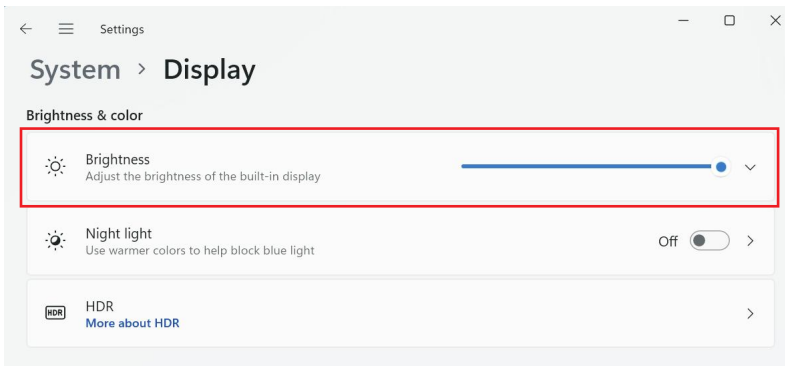 Settings
System > Display
Brightness & color
Brightness
Adjust the brightness of the built-in display
Night light
Use warmer colors to help block blue light
Off
HDR
HDR
More about HDR